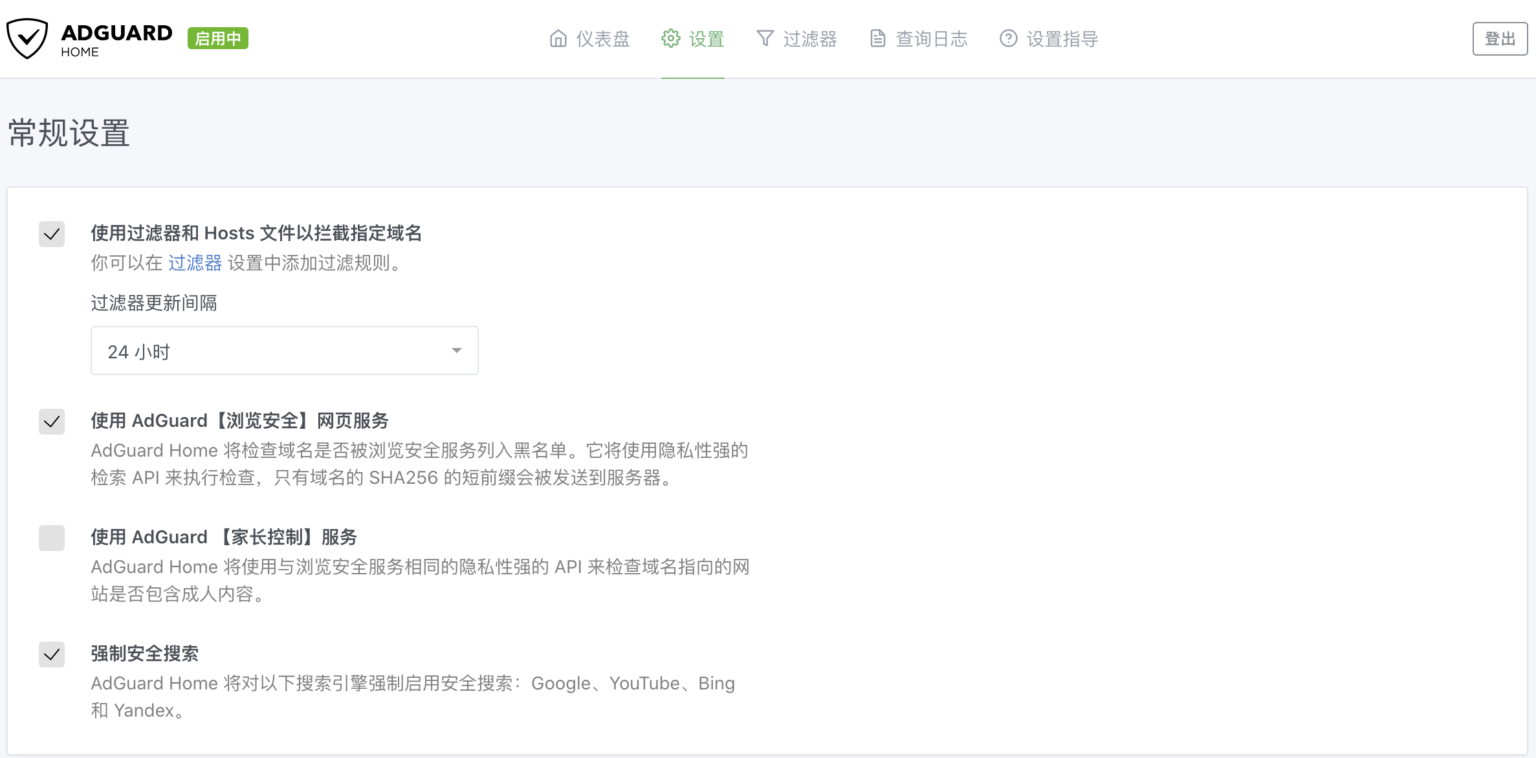 ADGUARD
HOME
启用中
仪表盘
设置
过滤器
查询日志
设置指导
登出
常规设置
使用过滤器和 Hosts 文件以拦截指定域名
你可以在 过滤器 设置中添加过滤规则。
过滤器更新间隔
24 小时
使用 AdGuard【浏览安全】网页服务
AdGuard Home 将检查域名是否被浏览安全服务列入黑名单。它将使用隐私性强的
检索 API 来执行检查，只有域名的 SHA256 的短前缀会被发送到服务器。
使用 AdGuard 【家长控制】服务
AdGuard Home 将使用与浏览安全服务相同的隐私性强的 API 来检查域名指向的网
站是否包含成人内容。
强制安全搜索
AdGuard Home 将对以下搜索引擎强制启用安全搜索：Google、YouTube、Bing
和 Yandex。